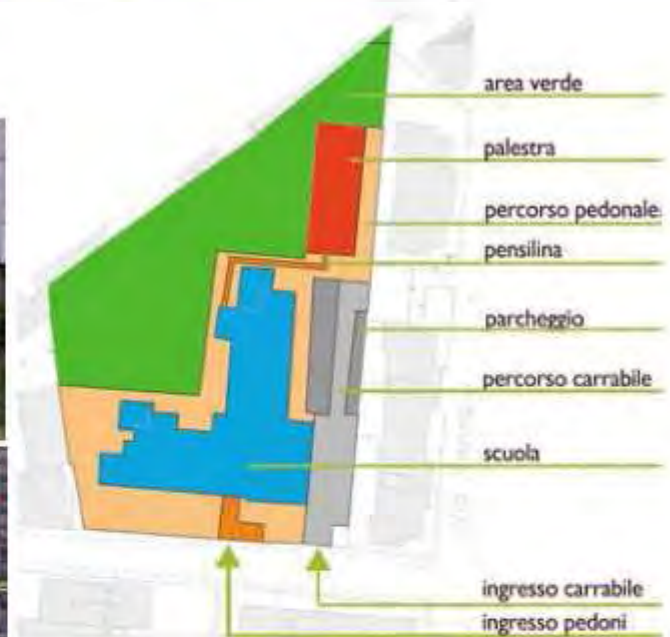 area verde
palestra
percorso pedonale
pensilina
parcheggio
percorso carrabile
scuola
ingresso carrabile
ingresso pedoni